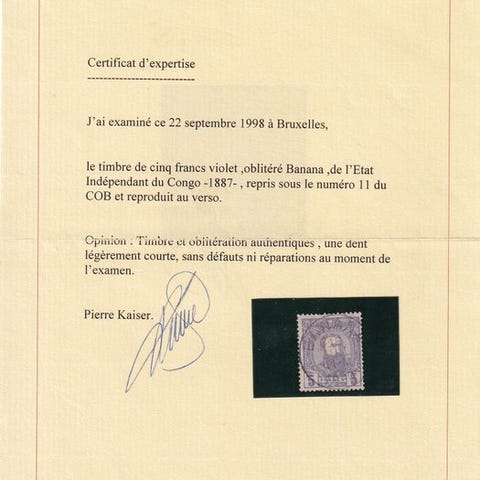 Certificat d'expertise
---------------------------
J'ai examiné ce 22 septembre 1998 à Bruxelles,
le timbre de cinq francs violet ,oblitéré Banana ,de l'Etat
Indépendant du Congo -1887- , repris sous le numéro 11 du
COB et reproduit au verso.
Opinion : Timbre et oblitération authentiques , une dent
légèrement courte, sans défauts ni réparations au moment de
l'examen.
Pierre Kaiser.
5 5